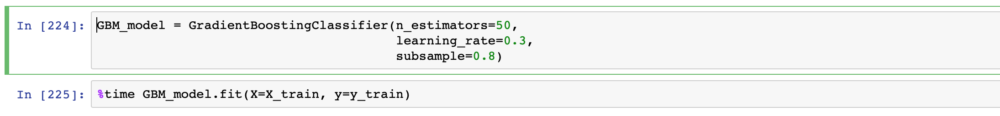 In [224]: GBM_model = GradientBoostingClassifier(n_estimators=50,
learning_rate=0.3,
subsample=0.8)
In [225]: %time GBM_model.fit(X=X_train, y=y_train)